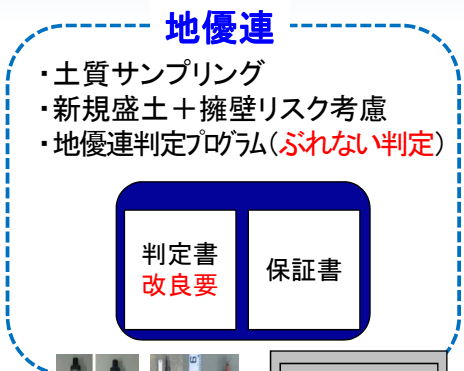 地優連
・土質サンプリング
・新規盛土＋擁壁リスク考慮
・地優連判定プログラム（ぶれない判定）
判定書
改良要
保証書